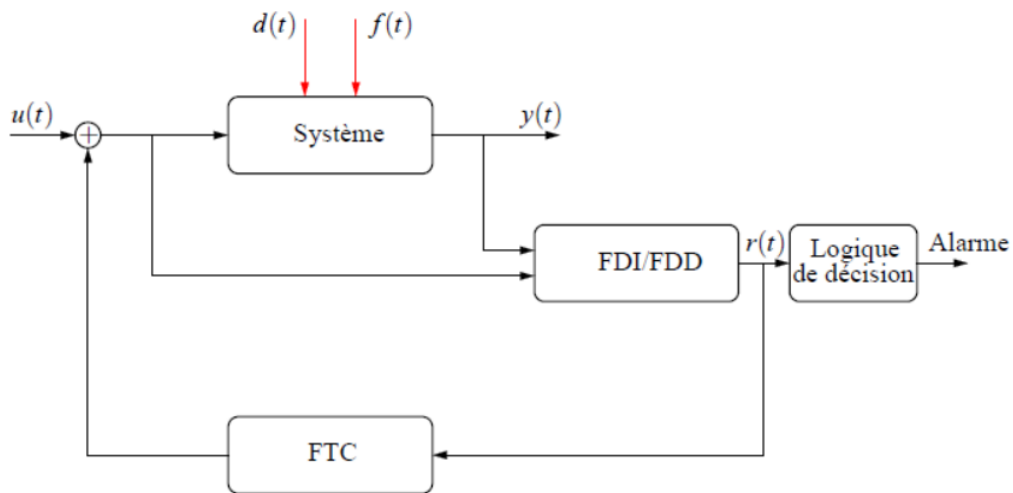 d(t)
f(t)
u(t)
+
Système
y(t)
FDI/FDD
r(t)
Logique
de décision
Alarme
FTC